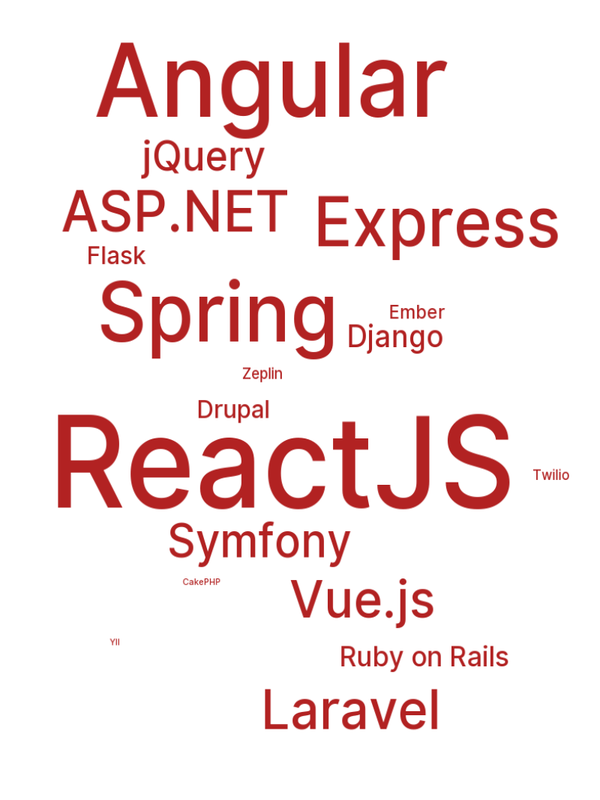 Angular
jQuery
ASP.NET
Express
Flask
Spring
Ember
Django
Zeplin
Drupal
ReactJS
Twilio
Symfony
CakePHP
Vue.js
YII
Ruby on Rails
Laravel